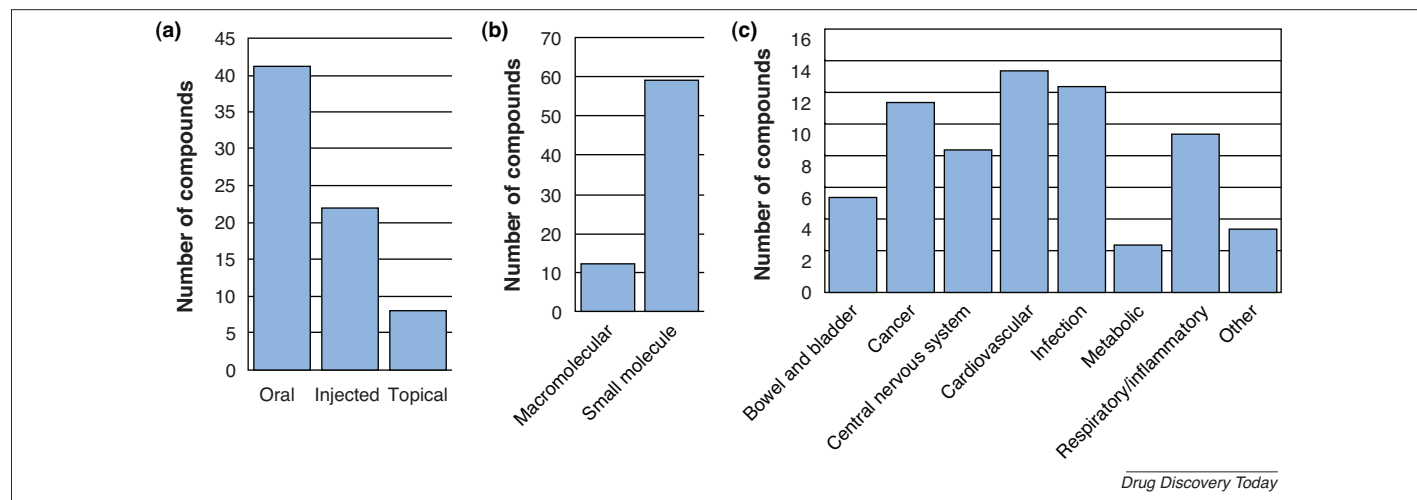 (a)
Number of compounds
45
40
35
30
25
20
15
10
5
0
Oral Injected Topical
(b)
Number of compounds
70
60
50
40
30
20
10
0
Macromolecular
Small molecule
(c)
Number of compounds
16
14
12
10
8
6
4
2
0
Bowel and bladder
Cancer
Central nervous system
Cardiovascular
Infection
Metabolic
Respiratory/inflammatory
Other
Drug Discovery Today